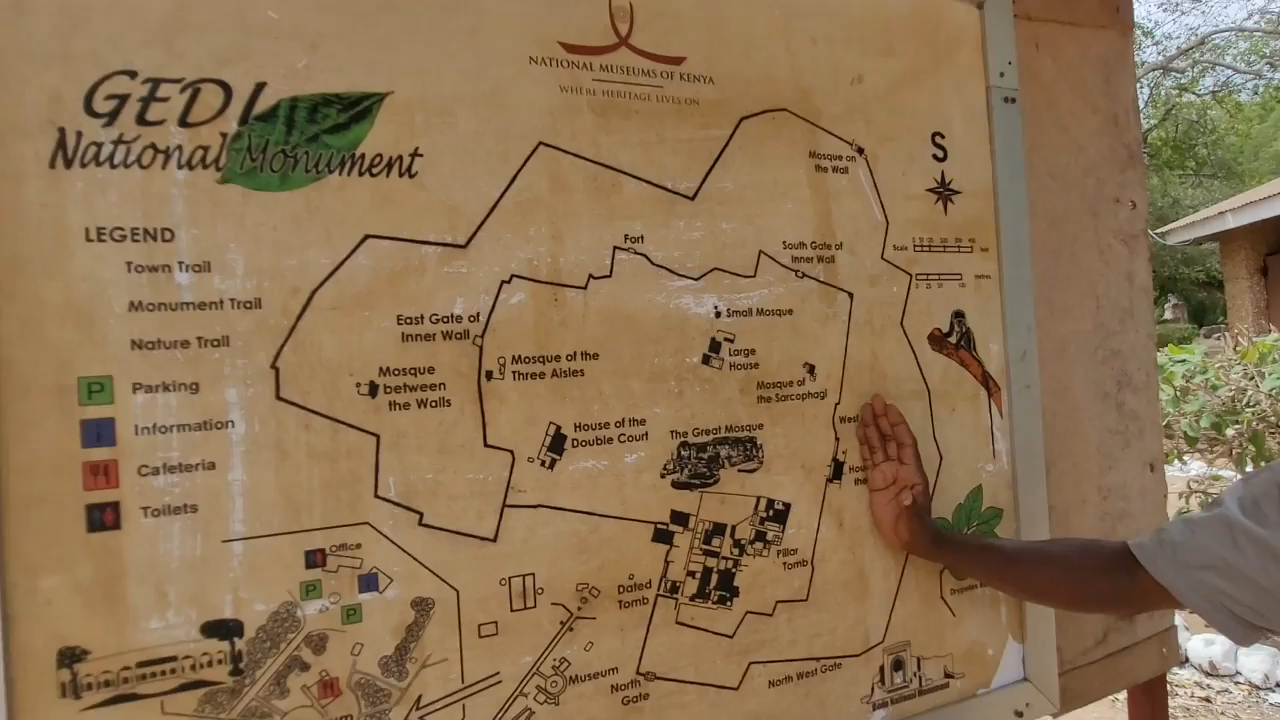 NATIONAL MUSEUMS OF KENYA
WHERE HERITAGE LIVES ON
GEDI
National Monument
LEGEND
Town Trail
Monument Trail
Nature Trail
P Parking
i Information
Cafeteria
Toilets
Mosque on
the Wall
S
Scale
Fort
South Gate of
Inner Wall
East Gate of
Inner Wall
Small Mosque
Large
House
Mosque of the
Three Aisles
Mosque
between
the Walls
Mosque of
the Sarcophagi
House of the
Double Court
The Great Mosque
West
Pillar
Tomb
Dated
Tomb
Office
P
i
P
Museum
North
Gate
North West Gate